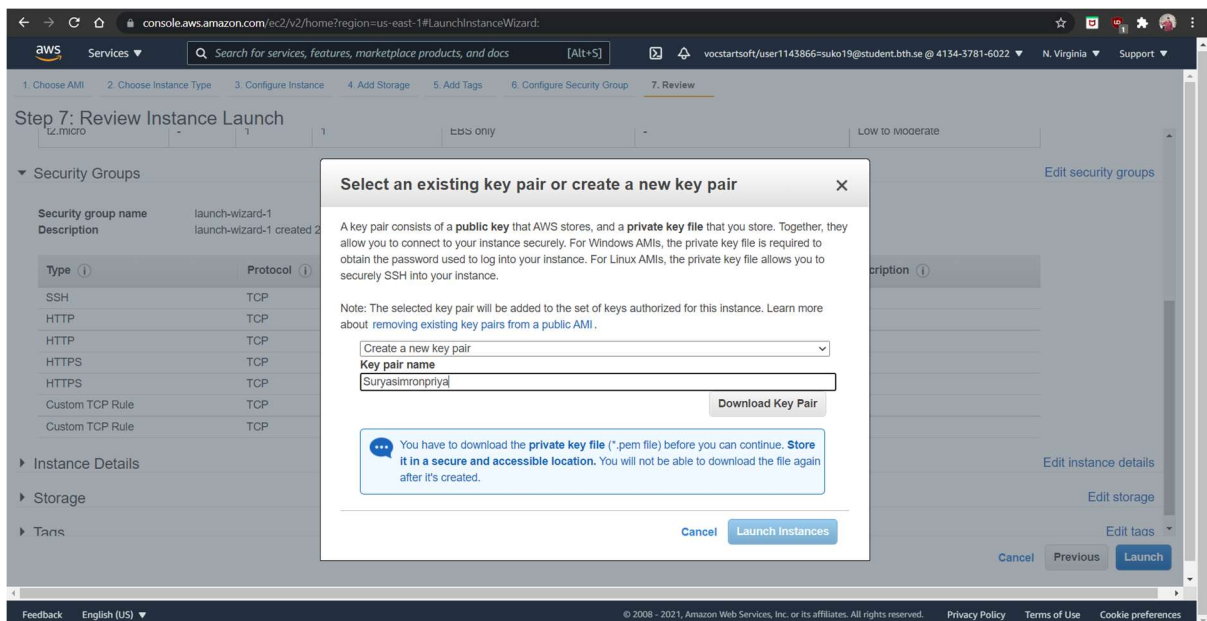 console.aws.amazon.com/ec2/v2/home?region=us-east-1#LaunchInstanceWizard:
aws Services ▼ Search for services, features, marketplace products, and docs [Alt+S] vocstartsoft/user1143866=suko19@student.bth.se @ 4134-3781-6022 ▼ N. Virginia ▼ Support ▼
1. Choose AMI 2. Choose Instance Type 3. Configure Instance 4. Add Storage 5. Add Tags 6. Configure Security Group 7. Review
Step 7: Review Instance Launch
t2.micro - 1 1 EBS only - Low to Moderate
Security Groups Edit security groups
Security group name launch-wizard-1
Description launch-wizard-1 created 2
Type Protocol cription
SSH TCP
HTTP TCP
HTTP TCP
HTTPS TCP
HTTPS TCP
Custom TCP Rule TCP
Custom TCP Rule TCP
Instance Details Edit instance details
Storage Edit storage
Tags Edit tags
Select an existing key pair or create a new key pair ×
A key pair consists of a public key that AWS stores, and a private key file that you store. Together, they
allow you to connect to your instance securely. For Windows AMIs, the private key file is required to
obtain the password used to log into your instance. For Linux AMIs, the private key file allows you to
securely SSH into your instance.
Note: The selected key pair will be added to the set of keys authorized for this instance. Learn more
about removing existing key pairs from a public AMI.
Create a new key pair
Key pair name
Suryasimronpriya
Download Key Pair
You have to download the private key file (*.pem file) before you can continue. Store
it in a secure and accessible location. You will not be able to download the file again
after it's created.
Cancel Launch Instances
Cancel Previous Launch
Feedback English (US) ▼ © 2008 - 2021, Amazon Web Services, Inc. or its affiliates. All rights reserved. Privacy Policy Terms of Use Cookie preferences